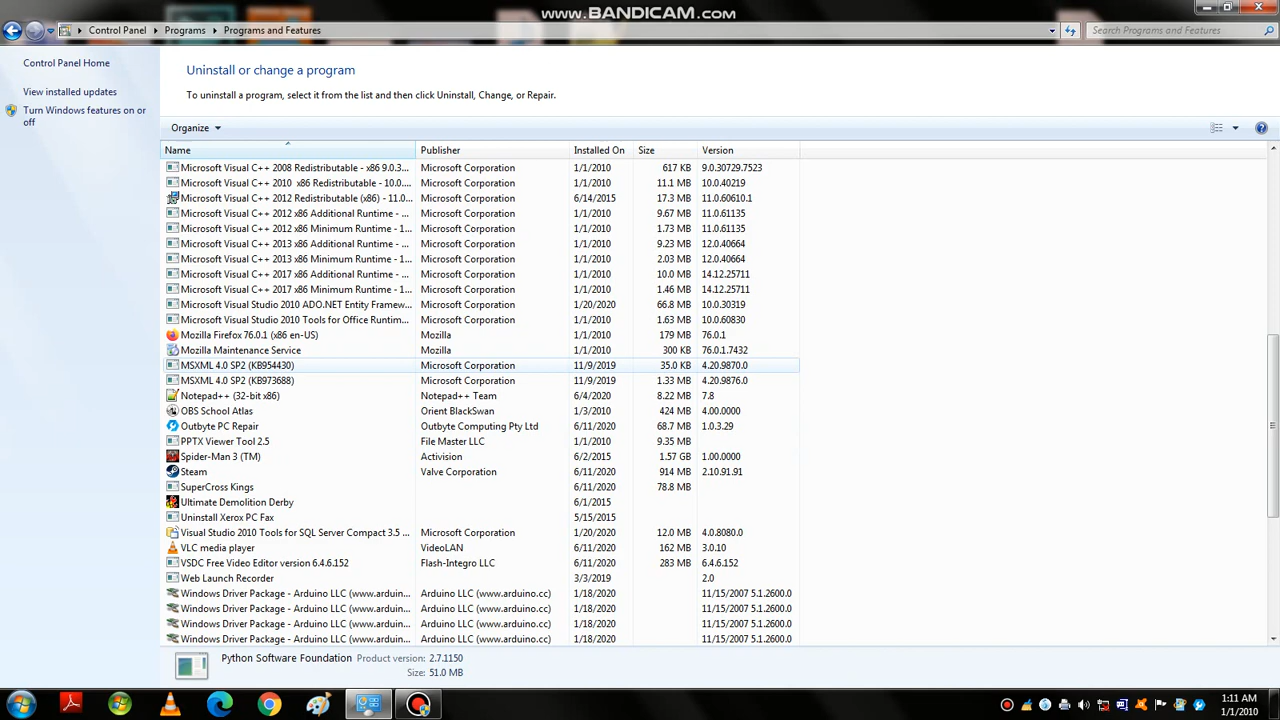 www.BANDICAM.com
Control Panel Programs Programs and Features Search Programs and Features
Control Panel Home
View installed updates
Turn Windows features on or off
Uninstall or change a program
To uninstall a program, select it from the list and then click Uninstall, Change, or Repair.
Organize
Name Publisher Installed On Size Version
Microsoft Visual C++ 2008 Redistributable - x86 9.0.3... Microsoft Corporation 1/1/2010 617 KB 9.0.30729.7523
Microsoft Visual C++ 2010 x86 Redistributable - 10.0.... Microsoft Corporation 1/1/2010 11.1 MB 10.0.40219
Microsoft Visual C++ 2012 Redistributable (x86) - 11.0... Microsoft Corporation 6/14/2015 17.3 MB 11.0.60610.1
Microsoft Visual C++ 2012 x86 Additional Runtime - ... Microsoft Corporation 1/1/2010 9.67 MB 11.0.61135
Microsoft Visual C++ 2012 x86 Minimum Runtime - 1... Microsoft Corporation 1/1/2010 1.73 MB 11.0.61135
Microsoft Visual C++ 2013 x86 Additional Runtime - ... Microsoft Corporation 1/1/2010 9.23 MB 12.0.40664
Microsoft Visual C++ 2013 x86 Minimum Runtime - 1... Microsoft Corporation 1/1/2010 2.03 MB 12.0.40664
Microsoft Visual C++ 2017 x86 Additional Runtime - ... Microsoft Corporation 1/1/2010 10.0 MB 14.12.25711
Microsoft Visual C++ 2017 x86 Minimum Runtime - 1... Microsoft Corporation 1/1/2010 1.46 MB 14.12.25711
Microsoft Visual Studio 2010 ADO.NET Entity Framew... Microsoft Corporation 1/20/2020 66.8 MB 10.0.30319
Microsoft Visual Studio 2010 Tools for Office Runtim... Microsoft Corporation 1/1/2010 1.63 MB 10.0.60830
Mozilla Firefox 76.0.1 (x86 en-US) Mozilla 1/1/2010 179 MB 76.0.1
Mozilla Maintenance Service Mozilla 1/1/2010 300 KB 76.0.1.7432
MSXML 4.0 SP2 (KB954430) Microsoft Corporation 11/9/2019 35.0 KB 4.20.9870.0
MSXML 4.0 SP2 (KB973688) Microsoft Corporation 11/9/2019 1.33 MB 4.20.9876.0
Notepad++ (32-bit x86) Notepad++ Team 6/4/2020 8.22 MB 7.8
OBS School Atlas Orient BlackSwan 1/3/2010 424 MB 4.00.0000
Outbyte PC Repair Outbyte Computing Pty Ltd 6/11/2020 68.7 MB 1.0.3.29
PPTX Viewer Tool 2.5 File Master LLC 1/1/2010 9.35 MB
Spider-Man 3 (TM) Activision 6/2/2015 1.57 GB 1.00.0000
Steam Valve Corporation 6/11/2020 914 MB 2.10.91.91
SuperCross Kings 6/11/2020 78.8 MB
Ultimate Demolition Derby 6/1/2015
Uninstall Xerox PC Fax 5/15/2015
Visual Studio 2010 Tools for SQL Server Compact 3.5 ... Microsoft Corporation 1/20/2020 12.0 MB 4.0.8080.0
VLC media player VideoLAN 6/11/2020 162 MB 3.0.10
VSDC Free Video Editor version 6.4.6.152 Flash-Integro LLC 6/11/2020 283 MB 6.4.6.152
Web Launch Recorder 3/3/2019 2.0
Windows Driver Package - Arduino LLC (www.arduin... Arduino LLC (www.arduino.cc) 1/18/2020 11/15/2007 5.1.2600.0
Windows Driver Package - Arduino LLC (www.arduin... Arduino LLC (www.arduino.cc) 1/18/2020 11/15/2007 5.1.2600.0
Windows Driver Package - Arduino LLC (www.arduin... Arduino LLC (www.arduino.cc) 1/18/2020 11/15/2007 5.1.2600.0
Windows Driver Package - Arduino LLC (www.arduin... Arduino LLC (www.arduino.cc) 1/18/2020 11/15/2007 5.1.2600.0
Python Software Foundation Product version: 2.7.1150
Size: 51.0 MB
1:11 AM
1/1/2010